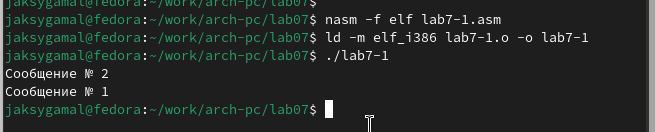 jaksygamal@fedora:~/work/arch-pc/lab07$ nasm -f elf lab7-1.asm
jaksygamal@fedora:~/work/arch-pc/lab07$ ld -m elf_i386 lab7-1.o -o lab7-1
jaksygamal@fedora:~/work/arch-pc/lab07$ ./lab7-1
Сообщение № 2
Сообщение № 1
jaksygamal@fedora:~/work/arch-pc/lab07$